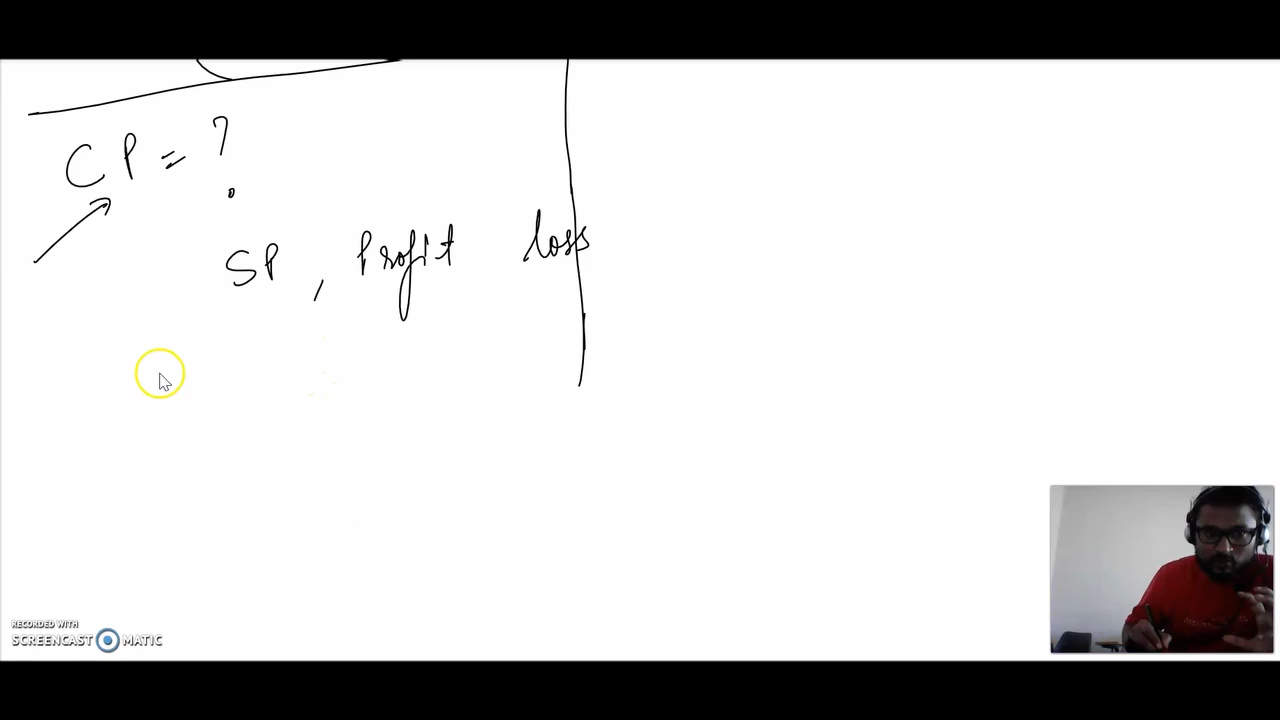 CP = ?
SP , Profit loss
RECORDED WITH
SCREENCAST MATIC